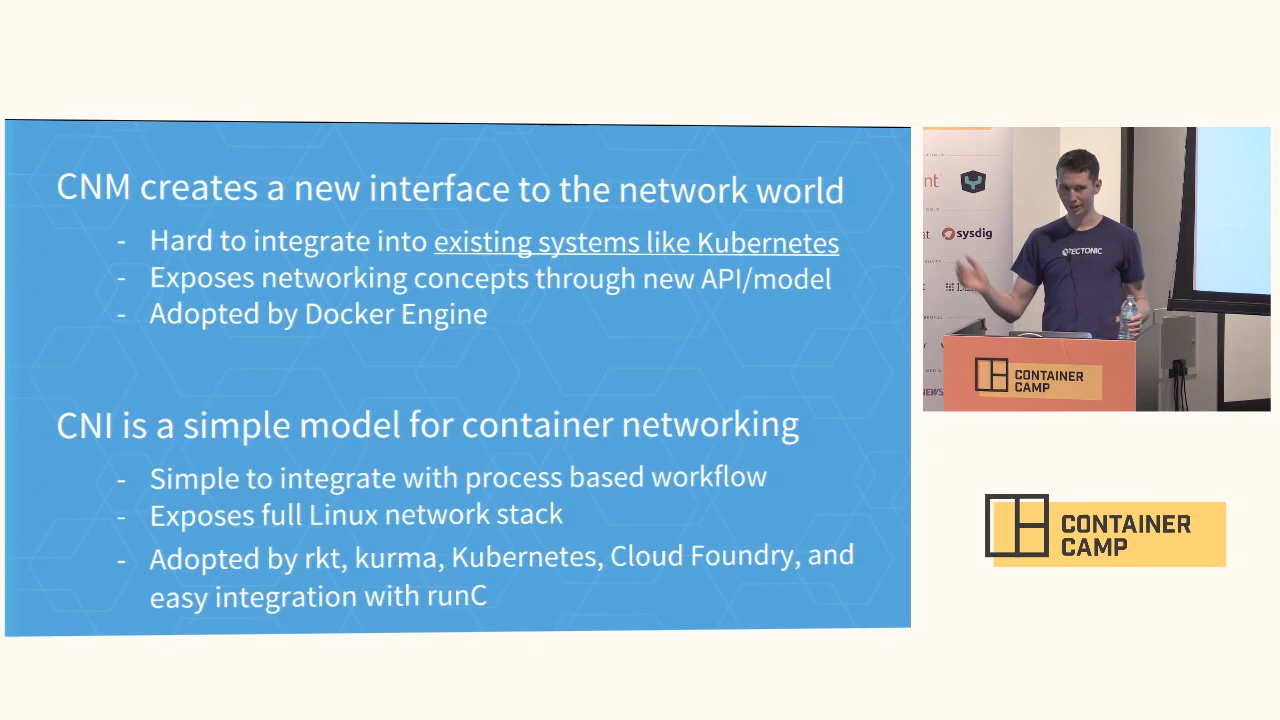 CNM creates a new interface to the network world
- Hard to integrate into existing systems like Kubernetes
- Exposes networking concepts through new API/model
- Adopted by Docker Engine
CNI is a simple model for container networking
- Simple to integrate with process based workflow
- Exposes full Linux network stack
- Adopted by rkt, kurma, Kubernetes, Cloud Foundry, and
easy integration with runC
sysdig
TECTONIC
CONTAINER
CAMP
CONTAINER
CAMP